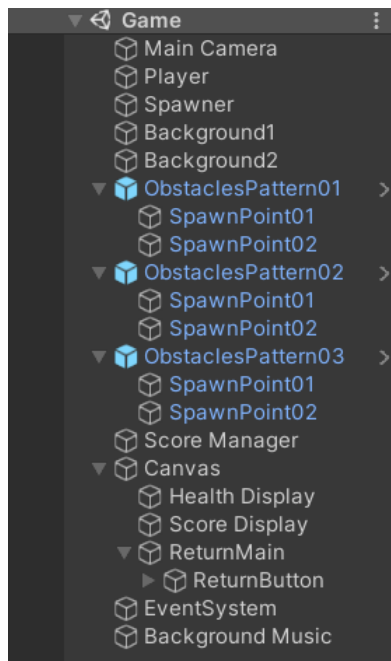 Game
Main Camera
Player
Spawner
Background1
Background2
ObstaclesPattern01
SpawnPoint01
SpawnPoint02
ObstaclesPattern02
SpawnPoint01
SpawnPoint02
ObstaclesPattern03
SpawnPoint01
SpawnPoint02
Score Manager
Canvas
Health Display
Score Display
ReturnMain
ReturnButton
EventSystem
Background Music